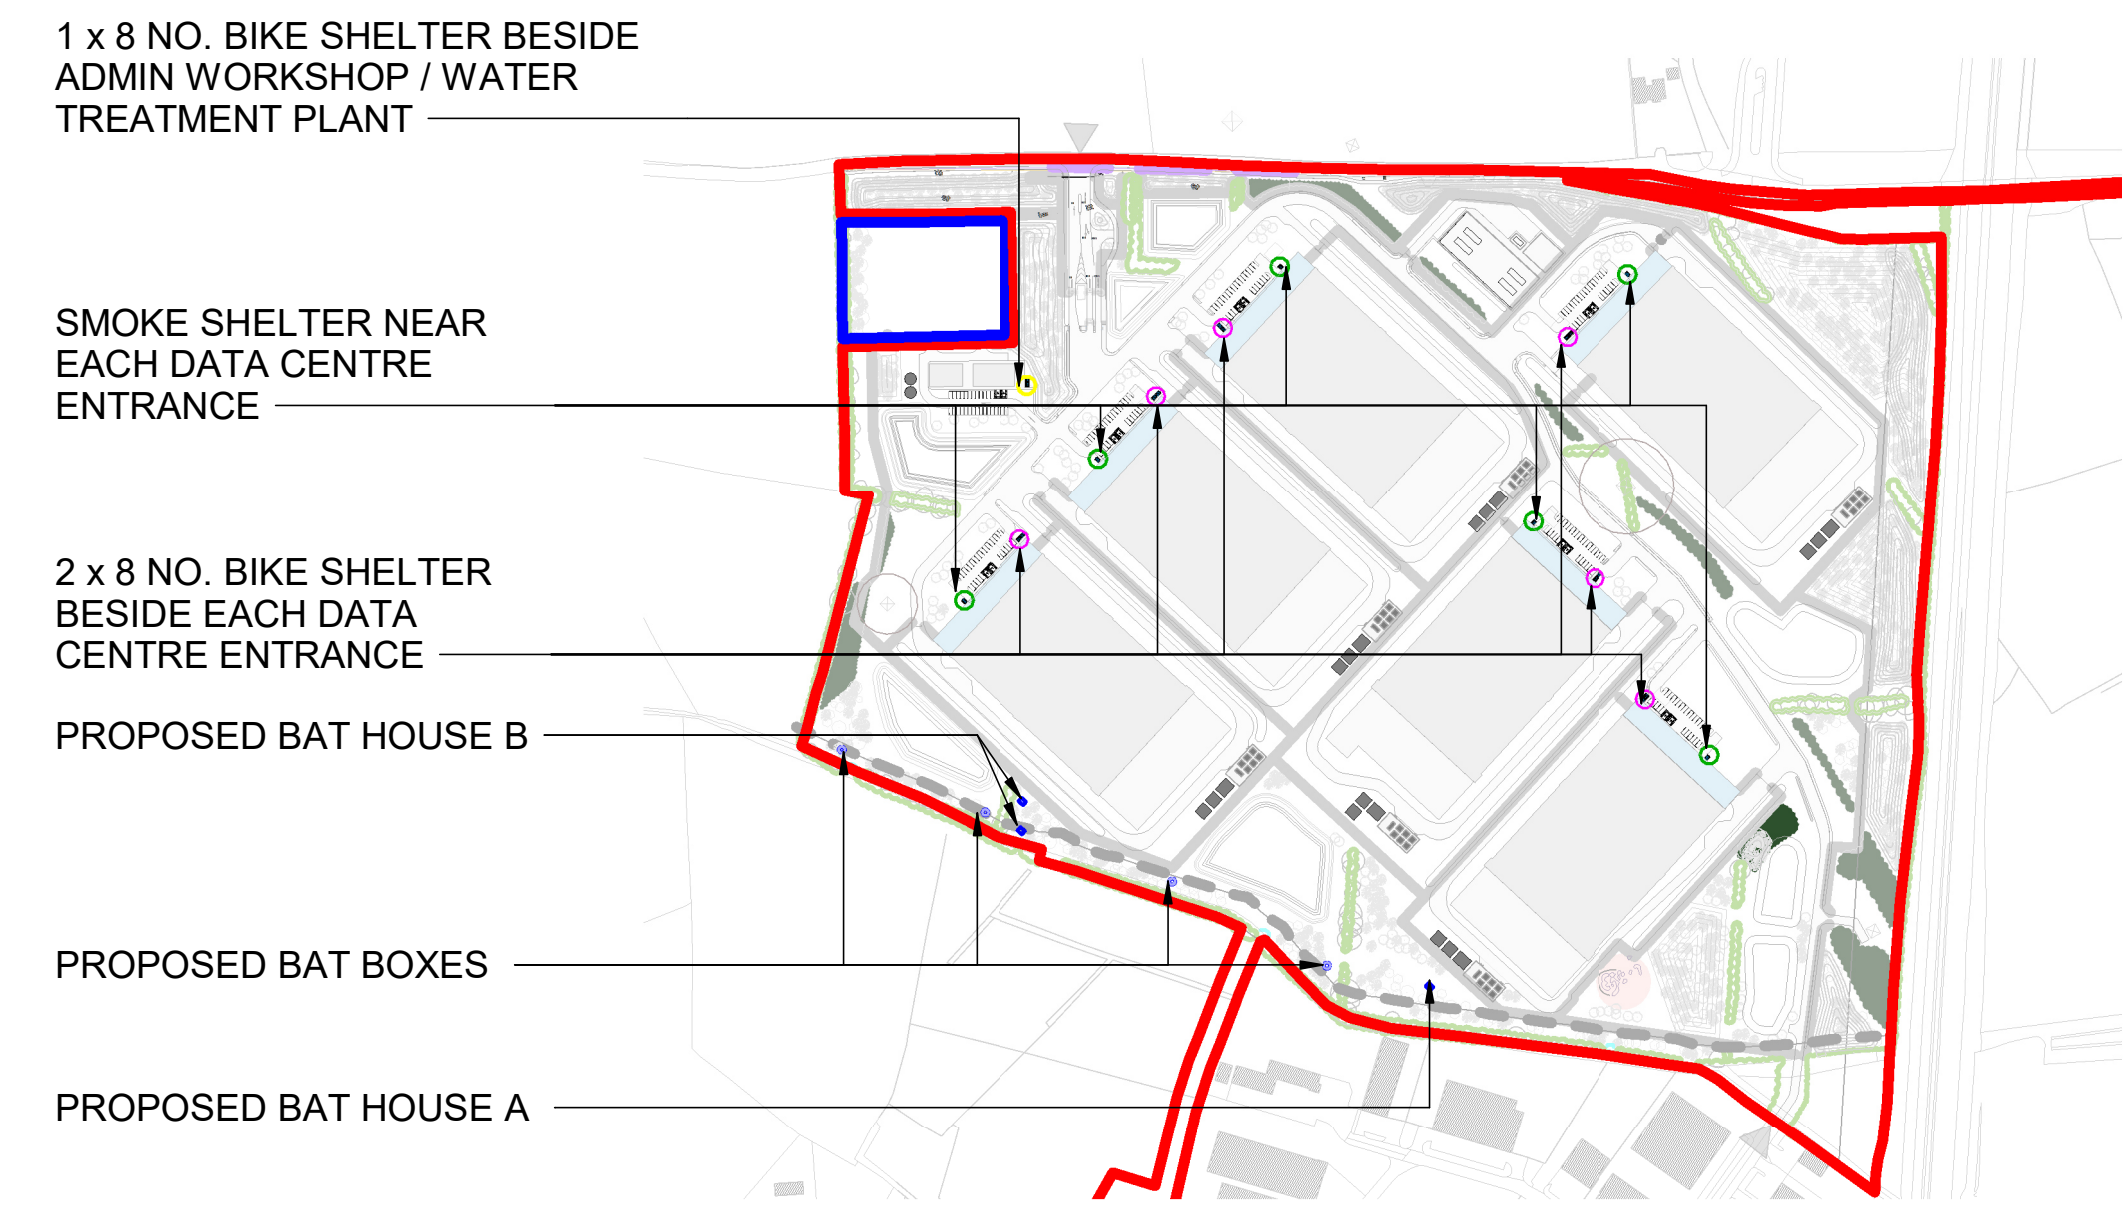 1 x 8 NO. BIKE SHELTER BESIDE
ADMIN WORKSHOP / WATER
TREATMENT PLANT
SMOKE SHELTER NEAR
EACH DATA CENTRE
ENTRANCE
2 x 8 NO. BIKE SHELTER
BESIDE EACH DATA
CENTRE ENTRANCE
PROPOSED BAT HOUSE B
PROPOSED BAT BOXES
PROPOSED BAT HOUSE A